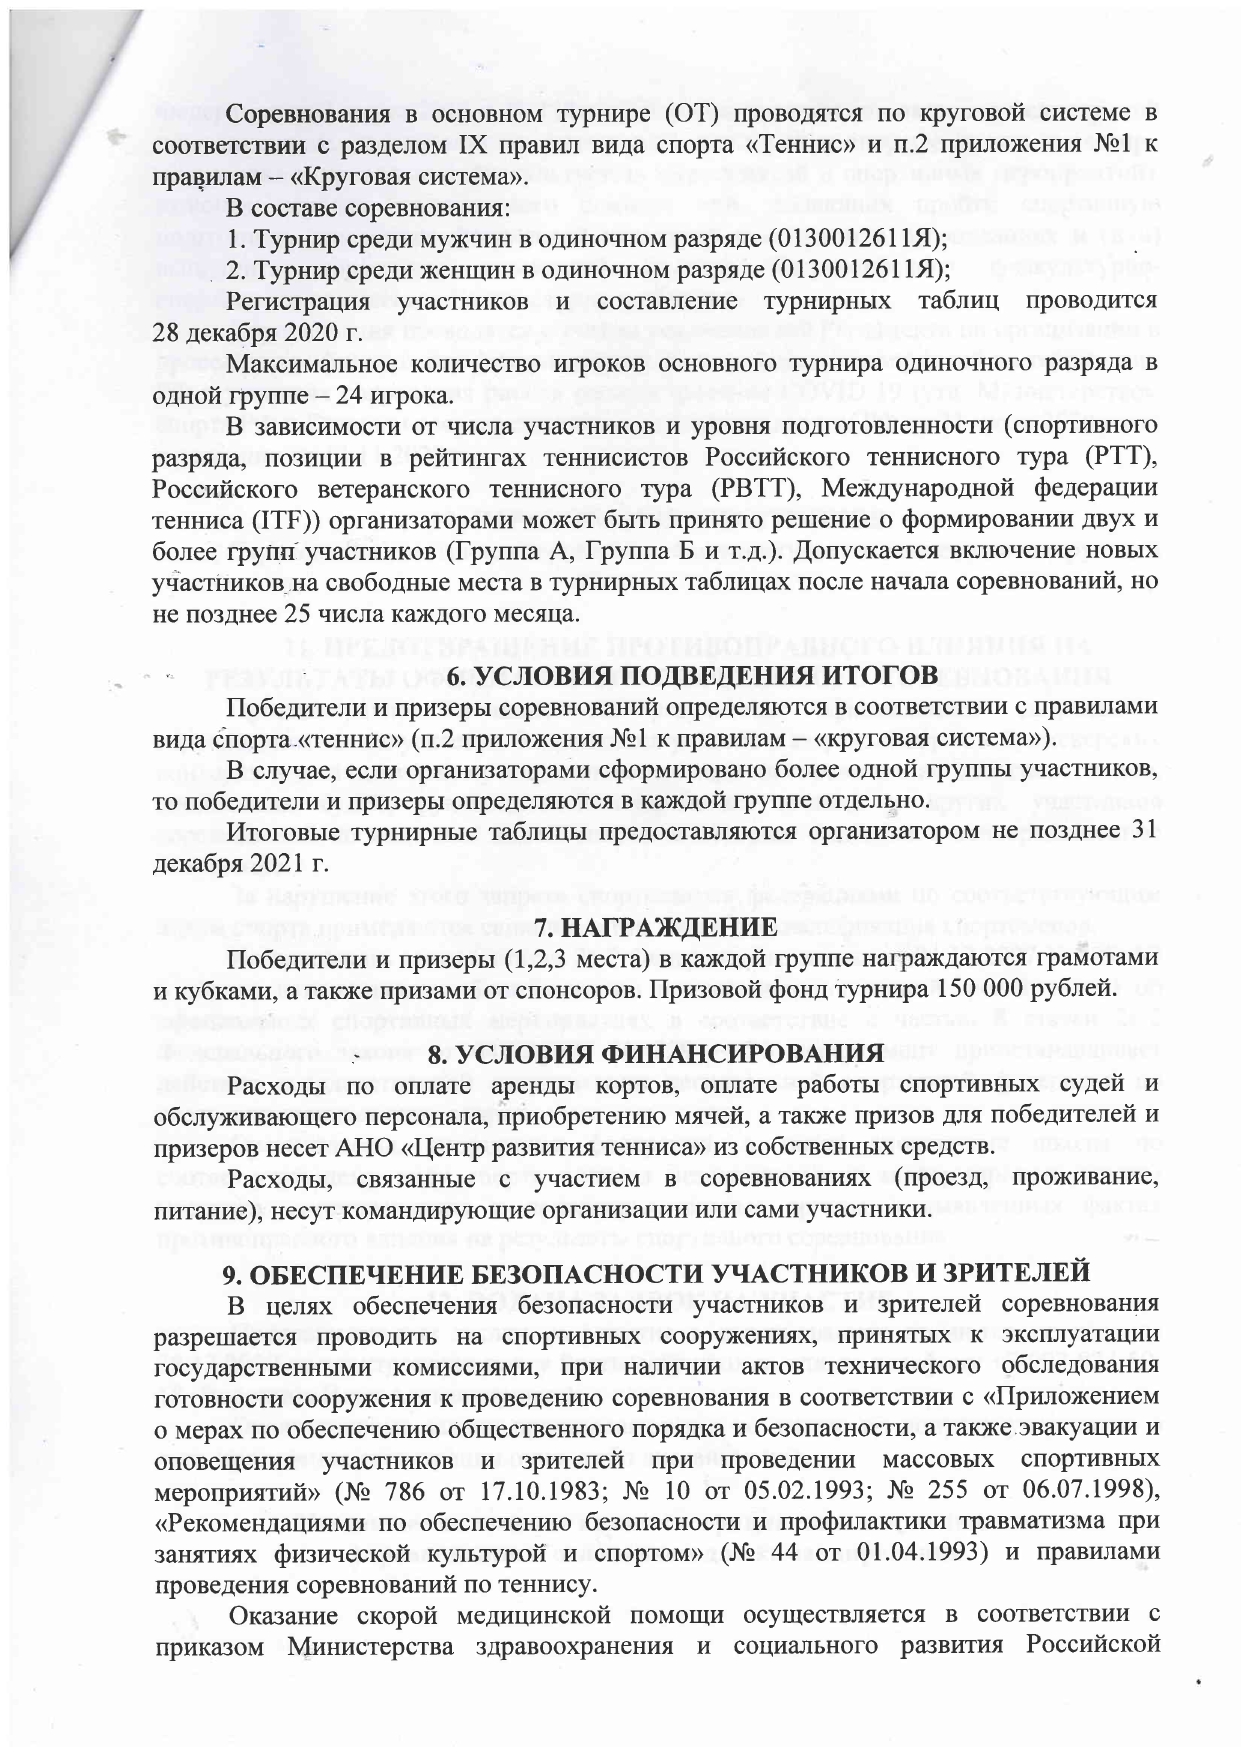 Соревнования в основном турнире (ОТ) проводятся по круговой системе в
соответствии с разделом IX правил вида спорта «Теннис» и п.2 приложения №1 к
правилам – «Круговая система».
В составе соревнования:
1. Турнир среди мужчин в одиночном разряде (0130012611Я);
2. Турнир среди женщин в одиночном разряде (0130012611Я);
Регистрация участников и составление турнирных таблиц проводится
28 декабря 2020 г.
Максимальное количество игроков основного турнира одиночного разряда в
одной группе – 24 игрока.
В зависимости от числа участников и уровня подготовленности (спортивного
разряда, позиции в рейтингах теннисистов Российского теннисного тура (РТТ),
Российского ветеранского теннисного тура (РВТТ), Международной федерации
тенниса (ITF)) организаторами может быть принято решение о формировании двух и
более групп участников (Группа А, Группа Б и т.д.). Допускается включение новых
участников на свободные места в турнирных таблицах после начала соревнований, но
не позднее 25 числа каждого месяца.
6. УСЛОВИЯ ПОДВЕДЕНИЯ ИТОГОВ
Победители и призеры соревнований определяются в соответствии с правилами
вида спорта «теннис» (п.2 приложения №1 к правилам – «круговая система»).
В случае, если организаторами сформировано более одной группы участников,
то победители и призеры определяются в каждой группе отдельно.
Итоговые турнирные таблицы предоставляются организатором не позднее 31
декабря 2021 г.
7. НАГРАЖДЕНИЕ
Победители и призеры (1,2,3 места) в каждой группе награждаются грамотами
и кубками, а также призами от спонсоров. Призовой фонд турнира 150 000 рублей.
8. УСЛОВИЯ ФИНАНСИРОВАНИЯ
Расходы по оплате аренды кортов, оплате работы спортивных судей и
обслуживающего персонала, приобретению мячей, а также призов для победителей и
призеров несет АНО «Центр развития тенниса» из собственных средств.
Расходы, связанные с участием в соревнованиях (проезд, проживание,
питание), несут командирующие организации или сами участники.
9. ОБЕСПЕЧЕНИЕ БЕЗОПАСНОСТИ УЧАСТНИКОВ И ЗРИТЕЛЕЙ
В целях обеспечения безопасности участников и зрителей соревнования
разрешается проводить на спортивных сооружениях, принятых к эксплуатации
государственными комиссиями, при наличии актов технического обследования
готовности сооружения к проведению соревнования в соответствии с «Приложением
о мерах по обеспечению общественного порядка и безопасности, а также эвакуации и
оповещения участников и зрителей при проведении массовых спортивных
мероприятий» (№ 786 от 17.10.1983; № 10 от 05.02.1993; № 255 от 06.07.1998),
«Рекомендациями по обеспечению безопасности и профилактики травматизма при
занятиях физической культурой и спортом» (№ 44 от 01.04.1993) и правилами
проведения соревнований по теннису.
Оказание скорой медицинской помощи осуществляется в соответствии с
приказом Министерства здравоохранения и социального развития Российской